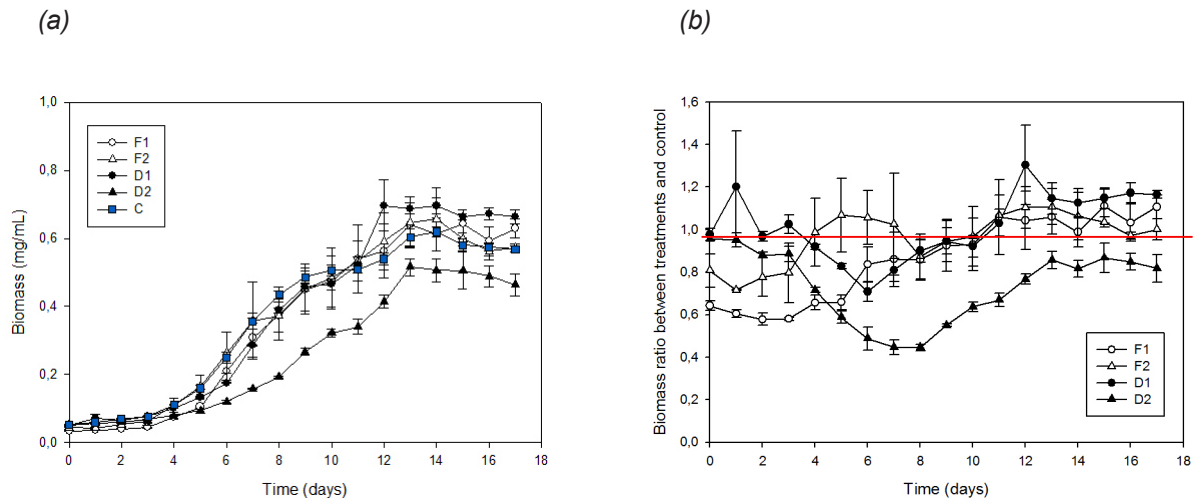 (a)
(b)
Biomass (mg/mL)
1,0
0,8
0,6
0,4
0,2
0,0
F1
F2
D1
D2
C
0 2 4 6 8 10 12 14 16 18
Time (days)
Biomass ratio between treatments and control
1,6
1,4
1,2
1,0
0,8
0,6
0,4
0,2
0,0
F1
F2
D1
D2
0 2 4 6 8 10 12 14 16 18
Time (days)